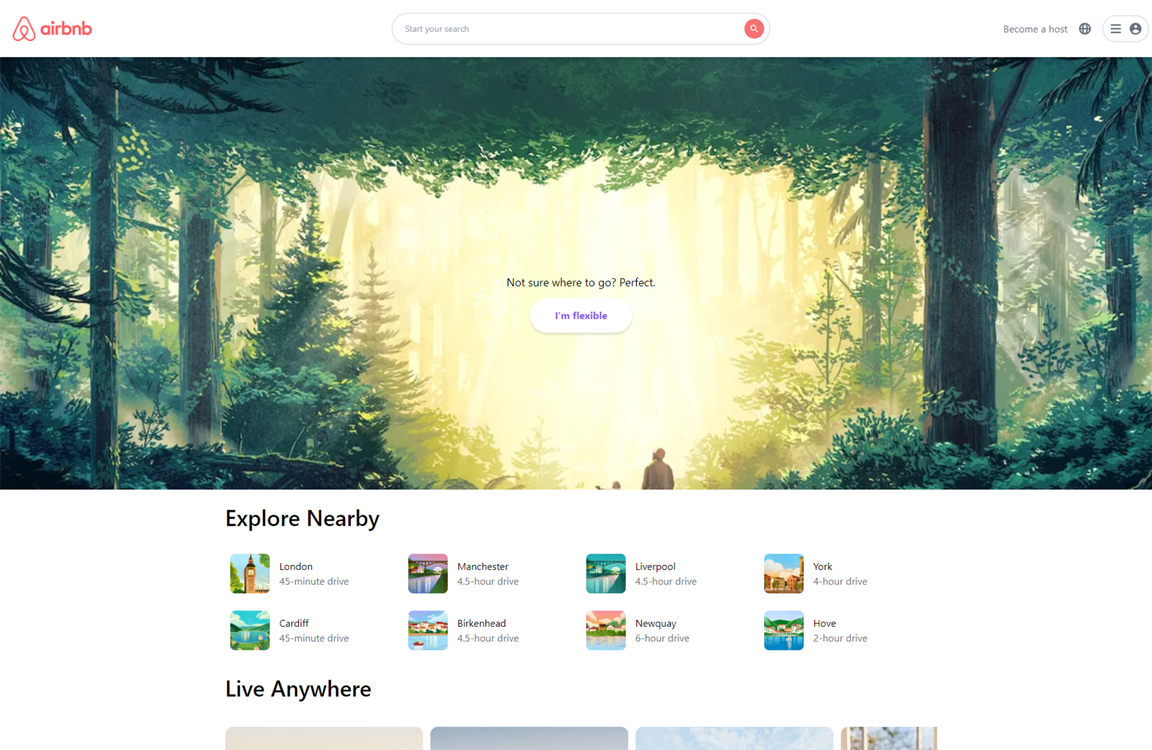 airbnb
Start your search
Become a host
Not sure where to go? Perfect.
I'm flexible
Explore Nearby
London
45-minute drive
Manchester
4.5-hour drive
Liverpool
4.5-hour drive
York
4-hour drive
Cardiff
45-minute drive
Birkenhead
4.5-hour drive
Newquay
6-hour drive
Hove
2-hour drive
Live Anywhere